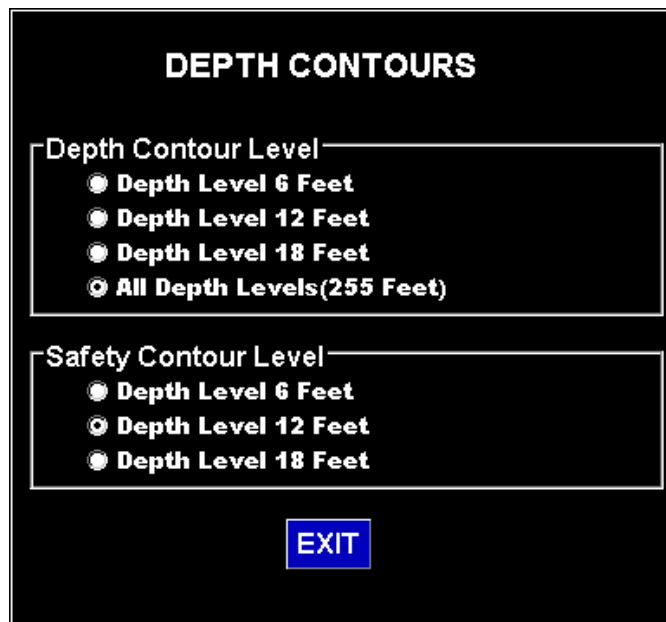 DEPTH CONTOURS
Depth Contour Level
Depth Level 6 Feet
Depth Level 12 Feet
Depth Level 18 Feet
All Depth Levels(255 Feet)
Safety Contour Level
Depth Level 6 Feet
Depth Level 12 Feet
Depth Level 18 Feet
EXIT